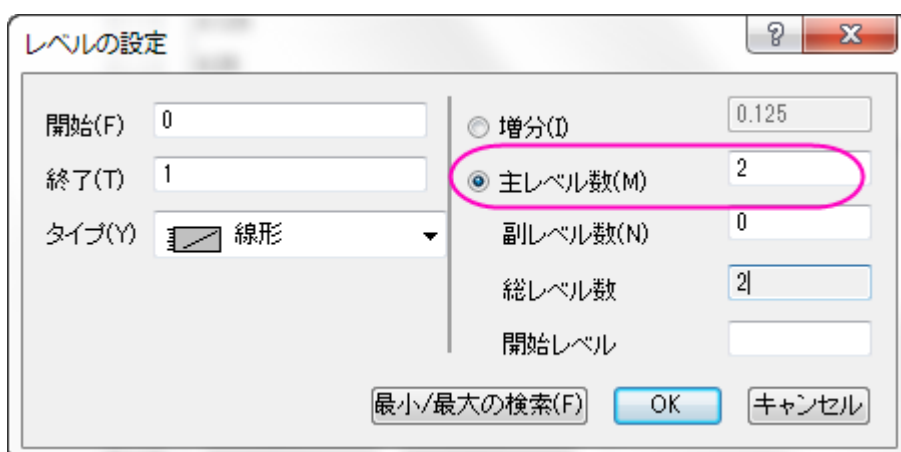 レベルの設定
開始(F) 0
終了(T) 1
タイプ(Y) 線形
増分(I) 0.125
主レベル数(M) 2
副レベル数(N) 0
総レベル数 2
開始レベル
最小/最大の検索(F) OK キャンセル